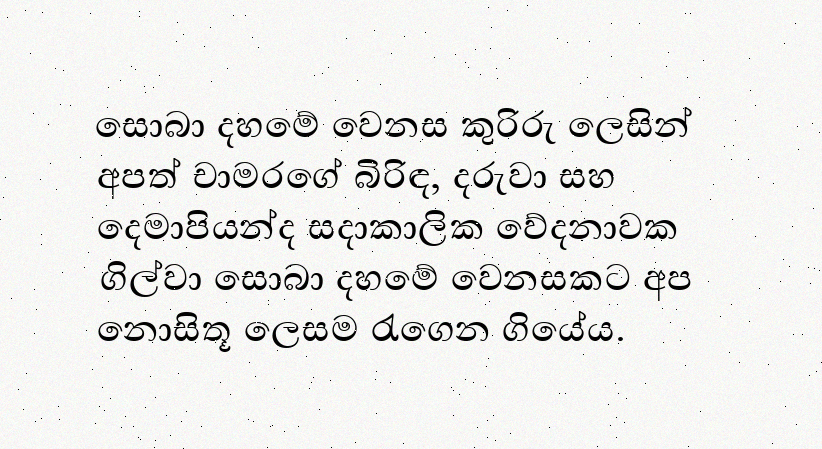 සොබා දහමේ වෙනස කුරිරු ලෙසින්
අපත් චාමරගේ බිරිඳ, දරුවා සහ
දෙමාපියන්ද සදාකාලික වේදනාවක
ගිල්වා සොබා දහමේ වෙනසකට අප
නොසිතූ ලෙසම රැගෙන ගියේය.